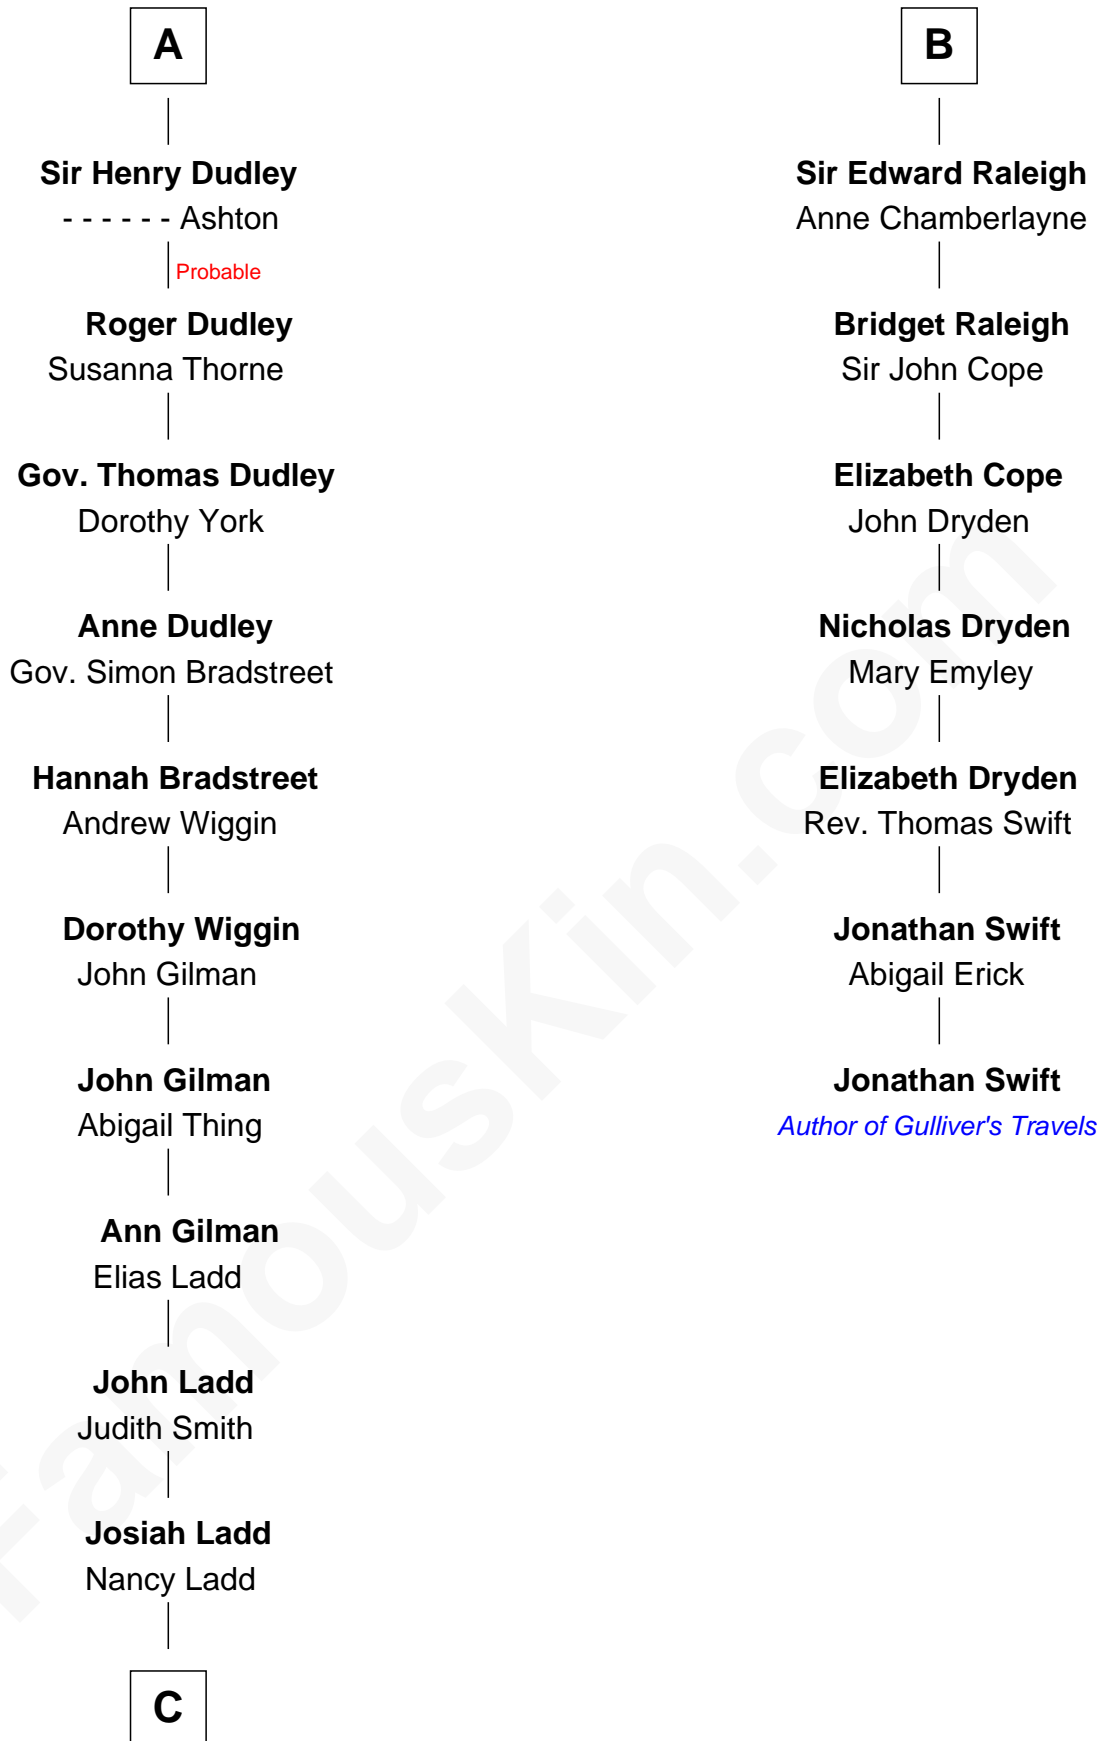 A
Sir Henry Dudley
- - - - - - Ashton
Probable
Roger Dudley
Susanna Thorne
Gov. Thomas Dudley
Dorothy York
Anne Dudley
Gov. Simon Bradstreet
Hannah Bradstreet
Andrew Wiggin
Dorothy Wiggin
John Gilman
John Gilman
Abigail Thing
Ann Gilman
Elias Ladd
John Ladd
Judith Smith
Josiah Ladd
Nancy Ladd
C
B
Sir Edward Raleigh
Anne Chamberlayne
Bridget Raleigh
Sir John Cope
Elizabeth Cope
John Dryden
Nicholas Dryden
Mary Emyley
Elizabeth Dryden
Rev. Thomas Swift
Jonathan Swift
Abigail Erick
Jonathan Swift
Author of Gulliver's Travels
FamousKin.com